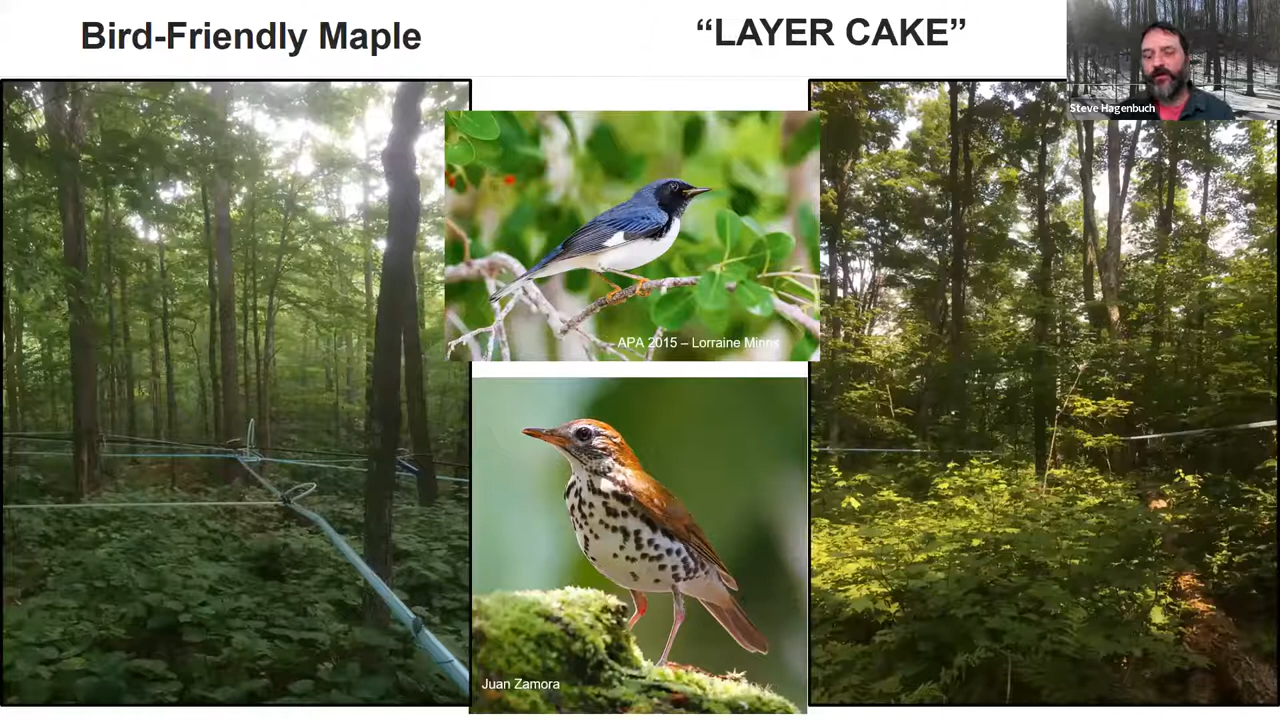 Bird-Friendly Maple
“LAYER CAKE”
Steve Hagenbuch
APA 2015 – Lorraine Minns
Juan Zamora